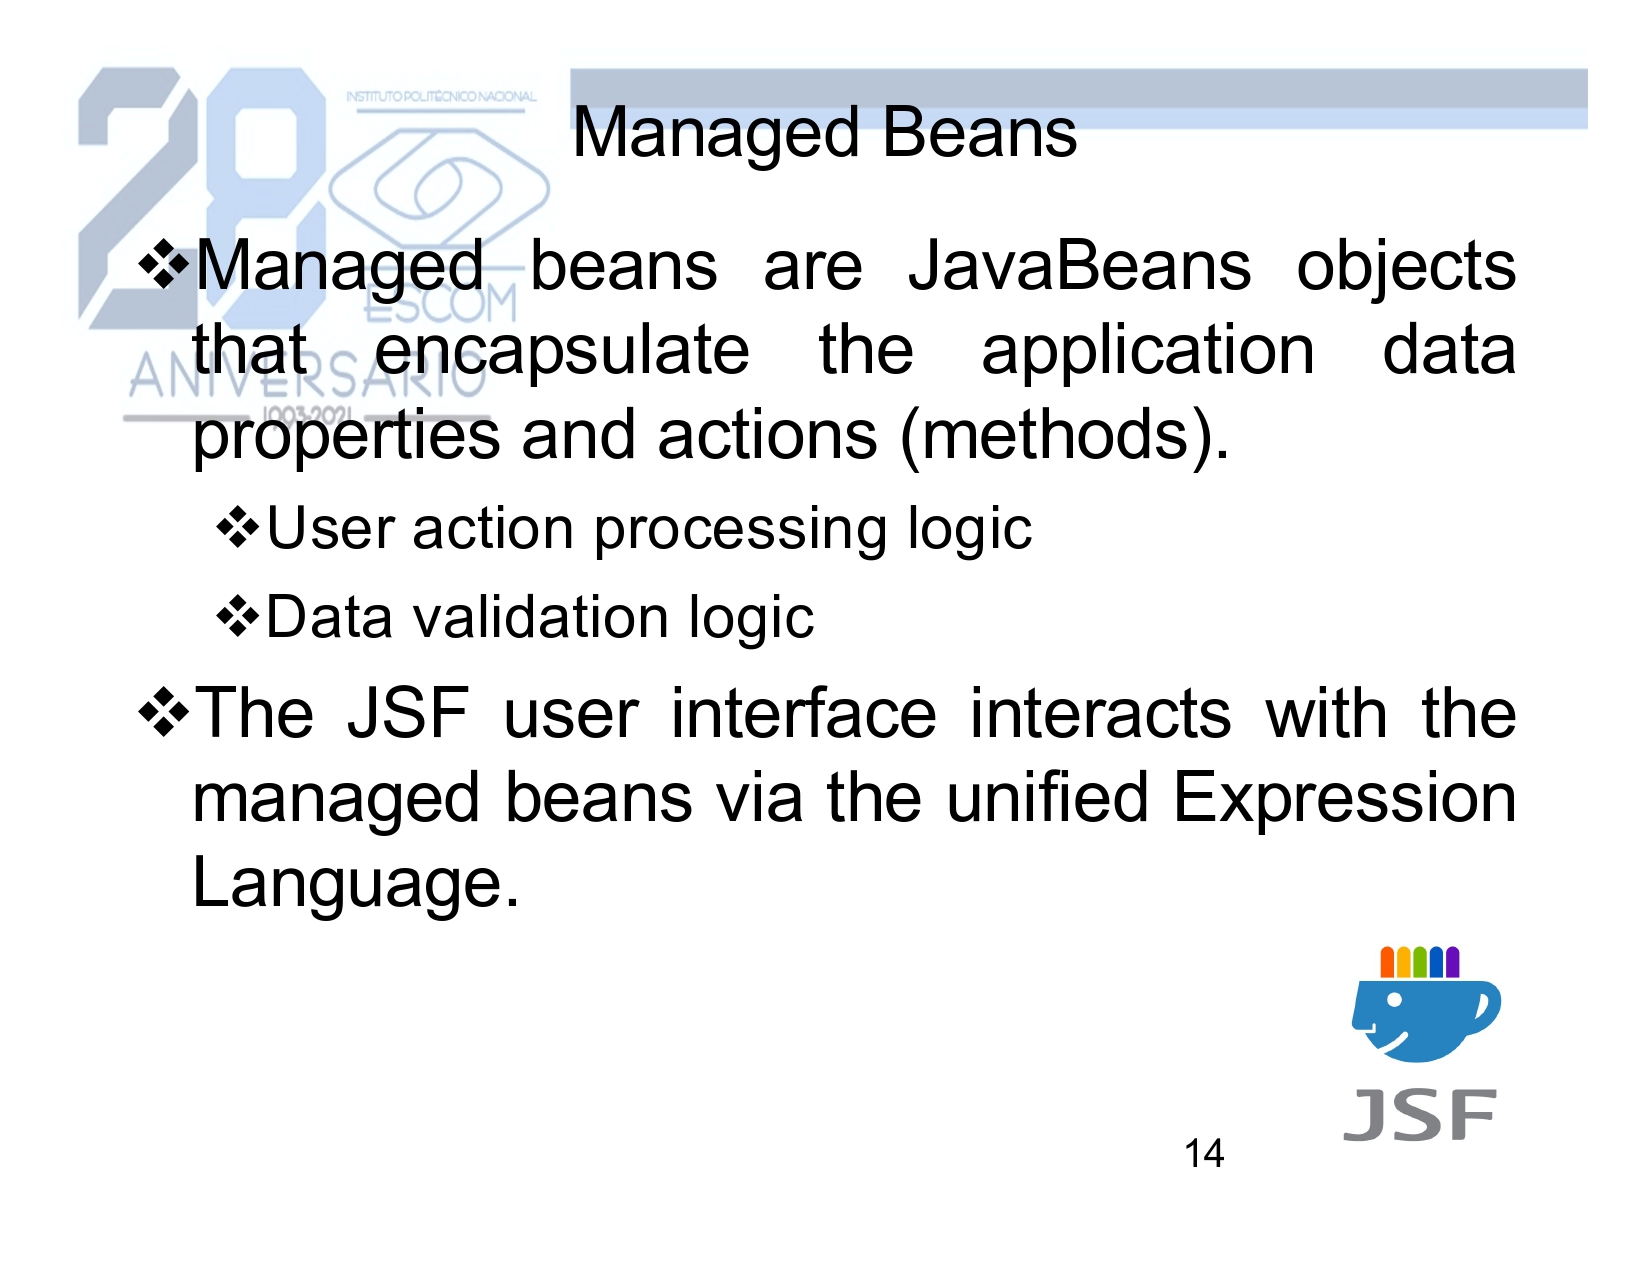 INSTITUTO POLITÉCNICO NACIONAL
28
ESCOM
ANIVERSARIO
1993-2021
Managed Beans
❖Managed beans are JavaBeans objects
that encapsulate the application data
properties and actions (methods).
❖User action processing logic
❖Data validation logic
❖The JSF user interface interacts with the
managed beans via the unified Expression
Language.
JSF
14